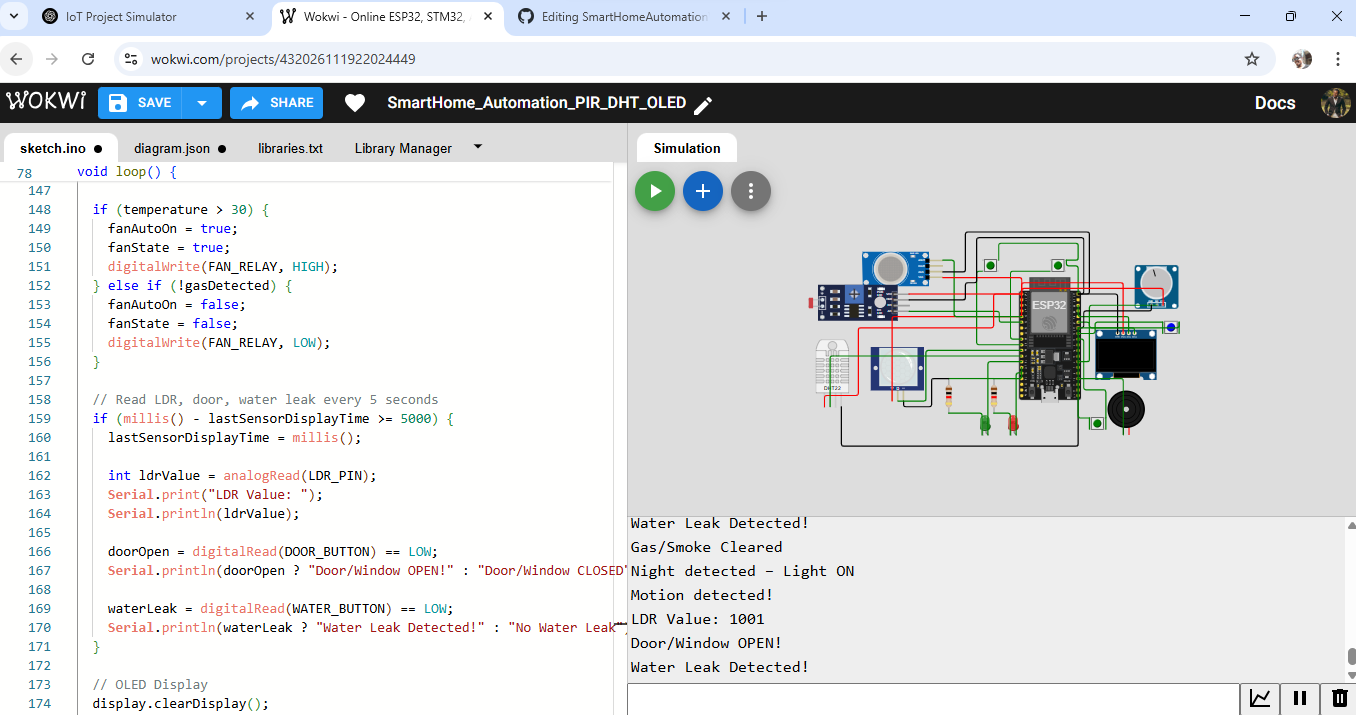 IoT Project Simulator
Wokwi - Online ESP32, STM32,
Editing SmartHomeAutomation
wokwi.com/projects/432026111922024449
WOKWI
SAVE
SHARE
SmartHome_Automation_PIR_DHT_OLED
Docs
sketch.ino
diagram.json
libraries.txt
Library Manager
Simulation
78 void loop() {
147
148 if (temperature > 30) {
149 fanAutoOn = true;
150 fanState = true;
151 digitalWrite(FAN_RELAY, HIGH);
152 } else if (!gasDetected) {
153 fanAutoOn = false;
154 fanState = false;
155 digitalWrite(FAN_RELAY, LOW);
156 }
157
158 // Read LDR, door, water leak every 5 seconds
159 if (millis() - lastSensorDisplayTime >= 5000) {
160 lastSensorDisplayTime = millis();
161
162 int ldrValue = analogRead(LDR_PIN);
163 Serial.print("LDR Value: ");
164 Serial.println(ldrValue);
165
166 doorOpen = digitalRead(DOOR_BUTTON) == LOW;
167 Serial.println(doorOpen ? "Door/Window OPEN!" : "Door/Window CLOSED"
168
169 waterLeak = digitalRead(WATER_BUTTON) == LOW;
170 Serial.println(waterLeak ? "Water Leak Detected!" : "No Water Leak")
171 }
172
173 // OLED Display
174 display.clearDisplay();
ESP32
DHT22
Water Leak Detected!
Gas/Smoke Cleared
Night detected – Light ON
Motion detected!
LDR Value: 1001
Door/Window OPEN!
Water Leak Detected!